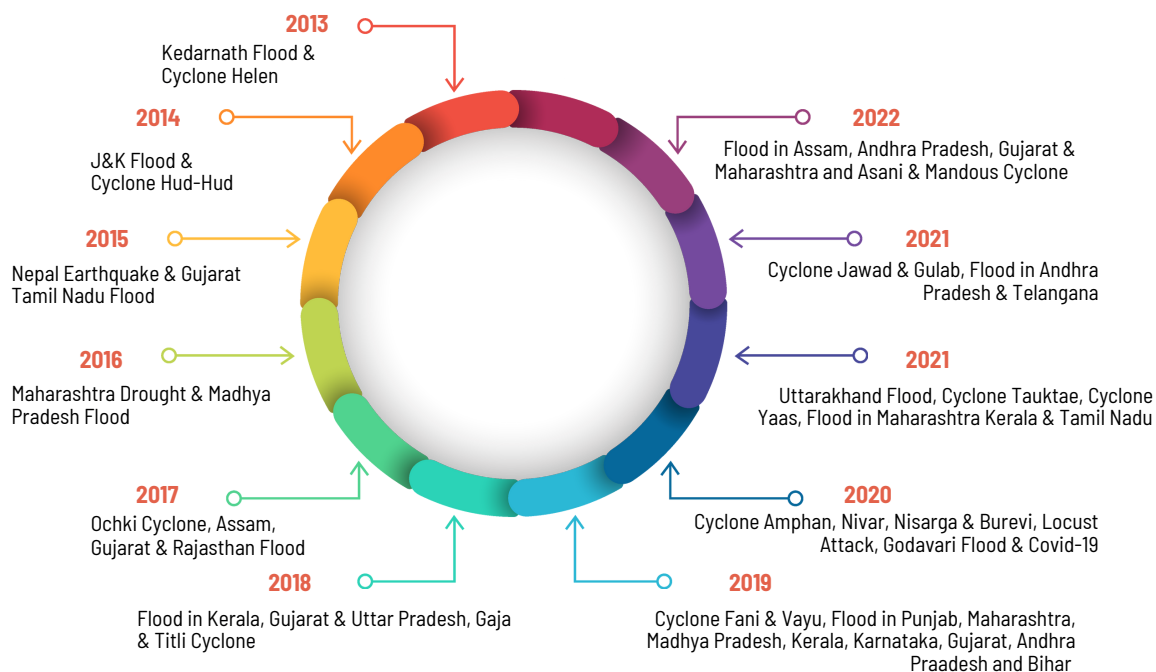 2013
Kedarnath Flood &
Cyclone Helen
2014
J&K Flood &
Cyclone Hud-Hud
2015
Nepal Earthquake & Gujarat
Tamil Nadu Flood
2016
Maharashtra Drought & Madhya
Pradesh Flood
2017
Ochki Cyclone, Assam,
Gujarat & Rajasthan Flood
2018
Flood in Kerala, Gujarat & Uttar Pradesh, Gaja
& Titli Cyclone
2019
Cyclone Fani & Vayu, Flood in Punjab, Maharashtra,
Madhya Pradesh, Kerala, Karnataka, Gujarat, Andhra
Praadesh and Bihar
2020
Cyclone Amphan, Nivar, Nisarga & Burevi, Locust
Attack, Godavari Flood & Covid-19
2021
Uttarakhand Flood, Cyclone Tauktae, Cyclone
Yaas, Flood in Maharashtra Kerala & Tamil Nadu
2021
Cyclone Jawad & Gulab, Flood in Andhra
Pradesh & Telangana
2022
Flood in Assam, Andhra Pradesh, Gujarat &
Maharashtra and Asani & Mandous Cyclone